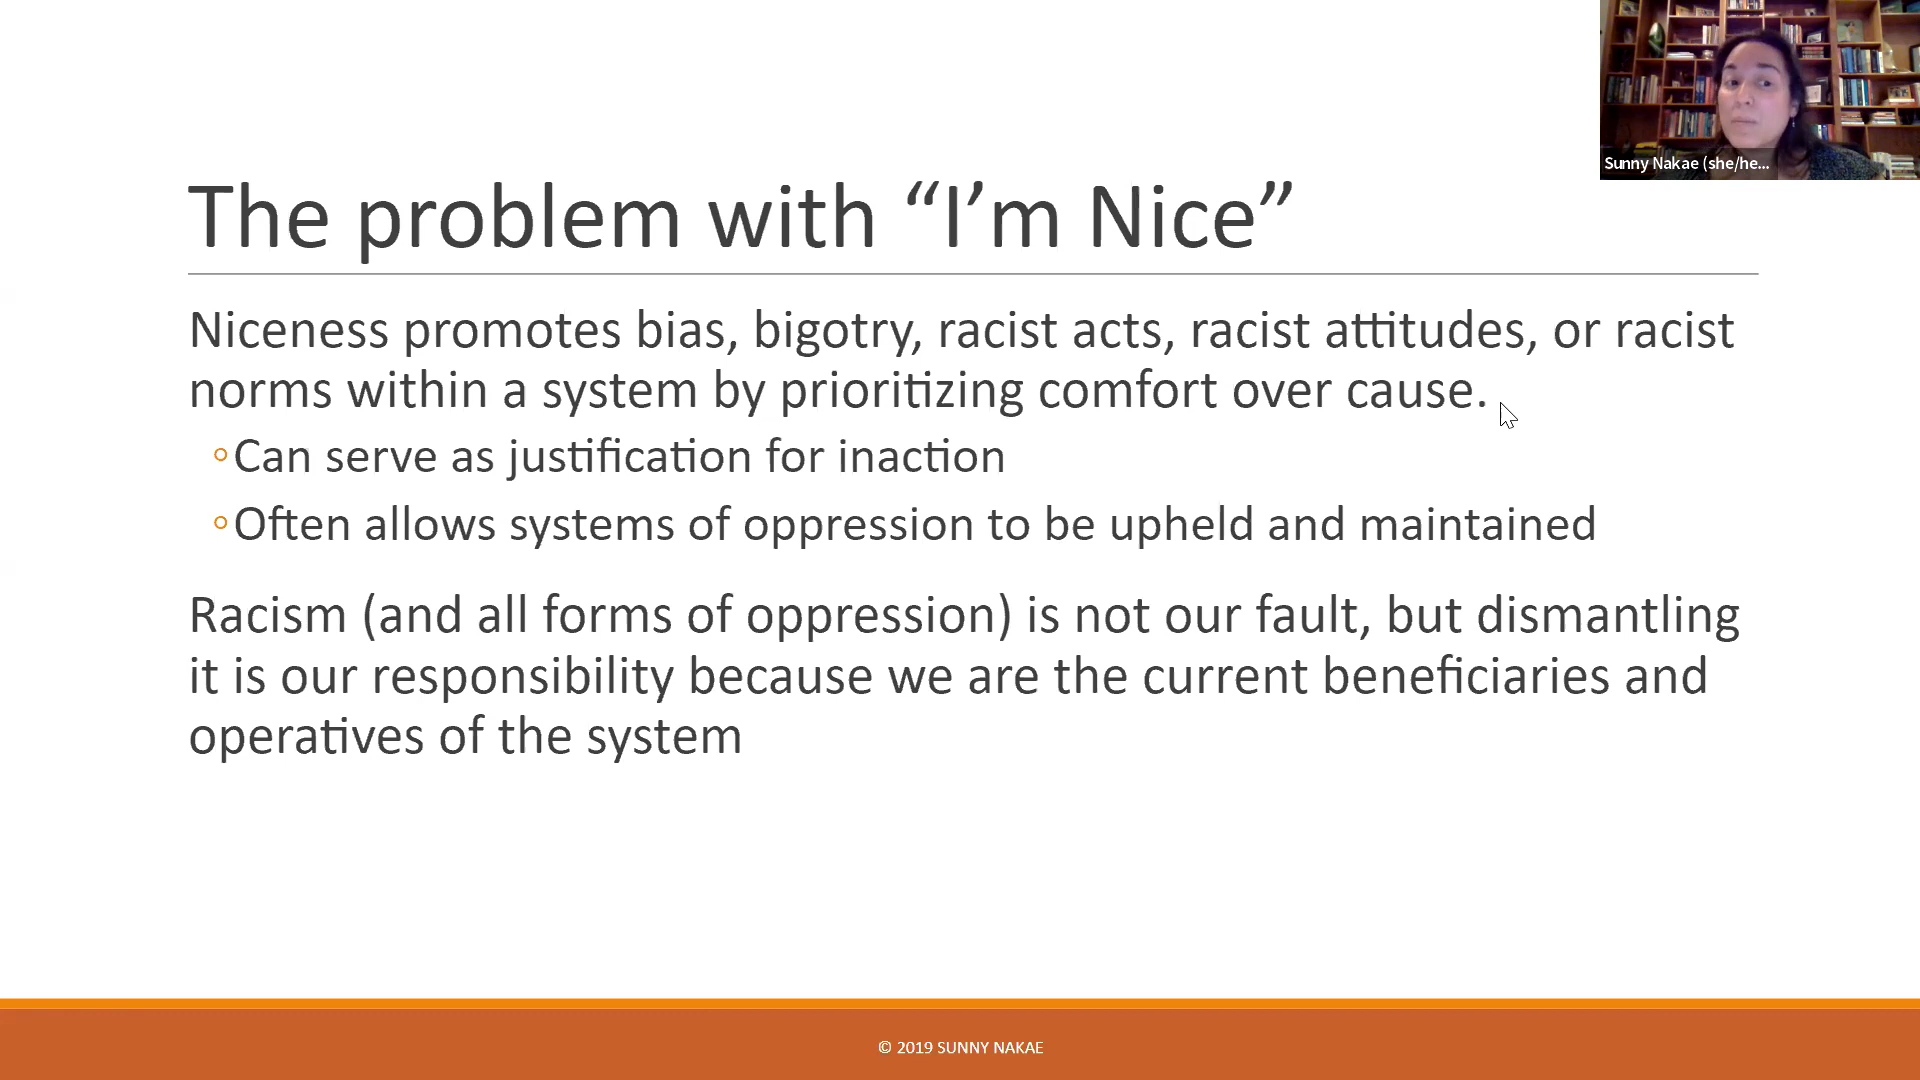 Sunny Nakae (she/he...
The problem with “I’m Nice”
Niceness promotes bias, bigotry, racist acts, racist attitudes, or racist
norms within a system by prioritizing comfort over cause.
Can serve as justification for inaction
Often allows systems of oppression to be upheld and maintained
Racism (and all forms of oppression) is not our fault, but dismantling
it is our responsibility because we are the current beneficiaries and
operatives of the system
© 2019 SUNNY NAKAE